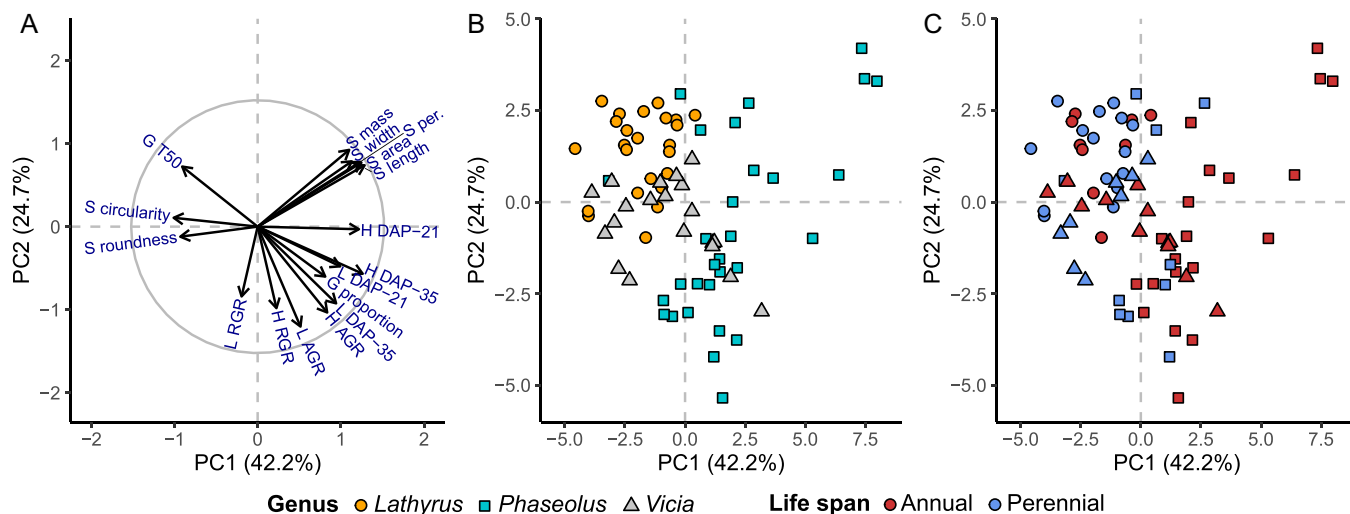 A
B
C
2
1
0
−1
−2
−2
−1
0
1
2
PC2 (24.7%)
PC1 (42.2%)
G T50
S circularity
S roundness
S mass
S width
S per.
S area
S length
H DAP−21
H DAP−35
L DAP−21
G proportion
L DAP−35
H AGR
L AGR
H RGR
L RGR
5.0
2.5
0.0
−2.5
−5.0
−5.0
−2.5
0.0
2.5
5.0
7.5
PC2 (24.7%)
PC1 (42.2%)
5.0
2.5
0.0
−2.5
−5.0
−5.0
−2.5
0.0
2.5
5.0
7.5
PC2 (24.7%)
PC1 (42.2%)
Genus Lathyrus Phaseolus Vicia Life span Annual Perennial